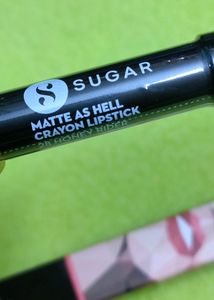 S SUGAR
MATTE AS HELL
CRAYON LIPSTICK